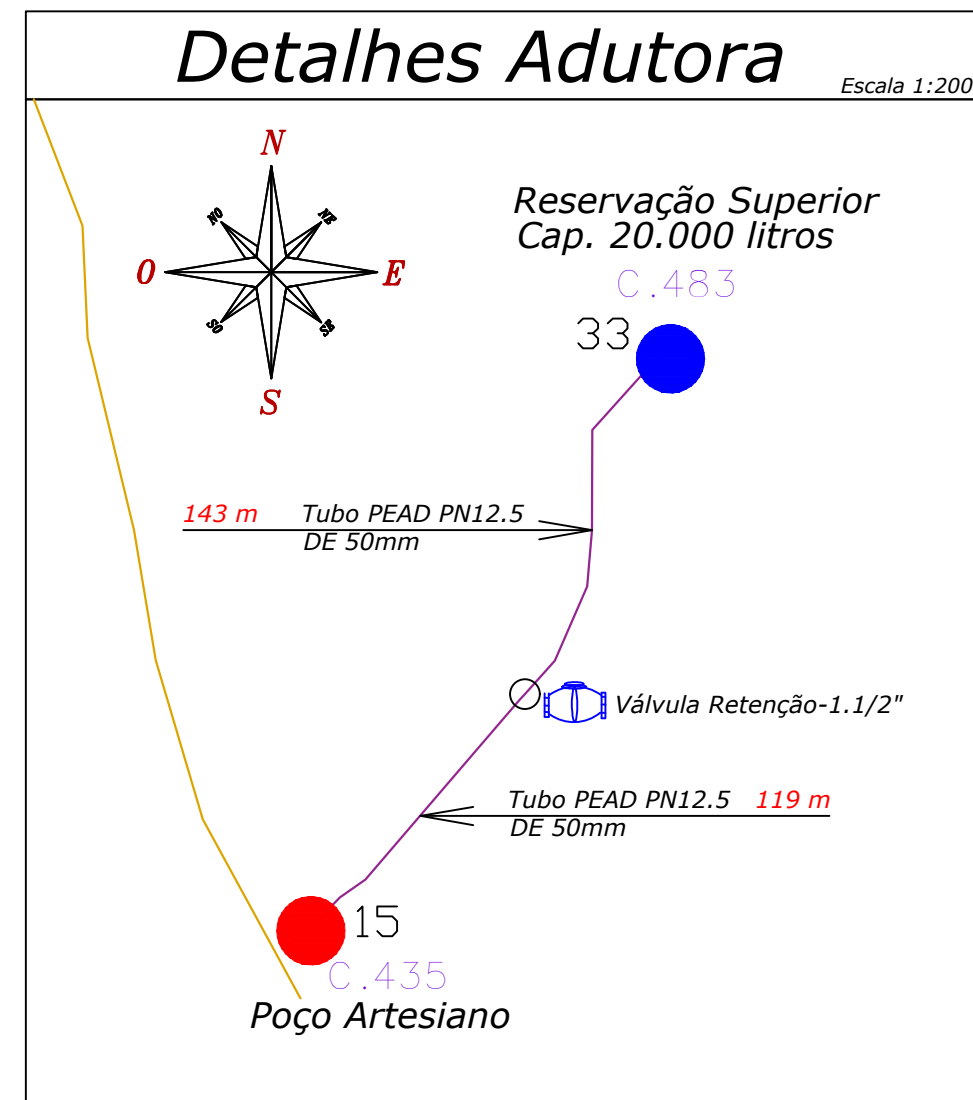 Detalhes Adutora
Escala 1:200
N
NO
NE
O
E
SO
SE
S
Reservação Superior
Cap. 20.000 litros
C.483
33
143 m Tubo PEAD PN12.5
DE 50mm
Válvula Retenção-1.1/2"
Tubo PEAD PN12.5 119 m
DE 50mm
15
C.435
Poço Artesiano